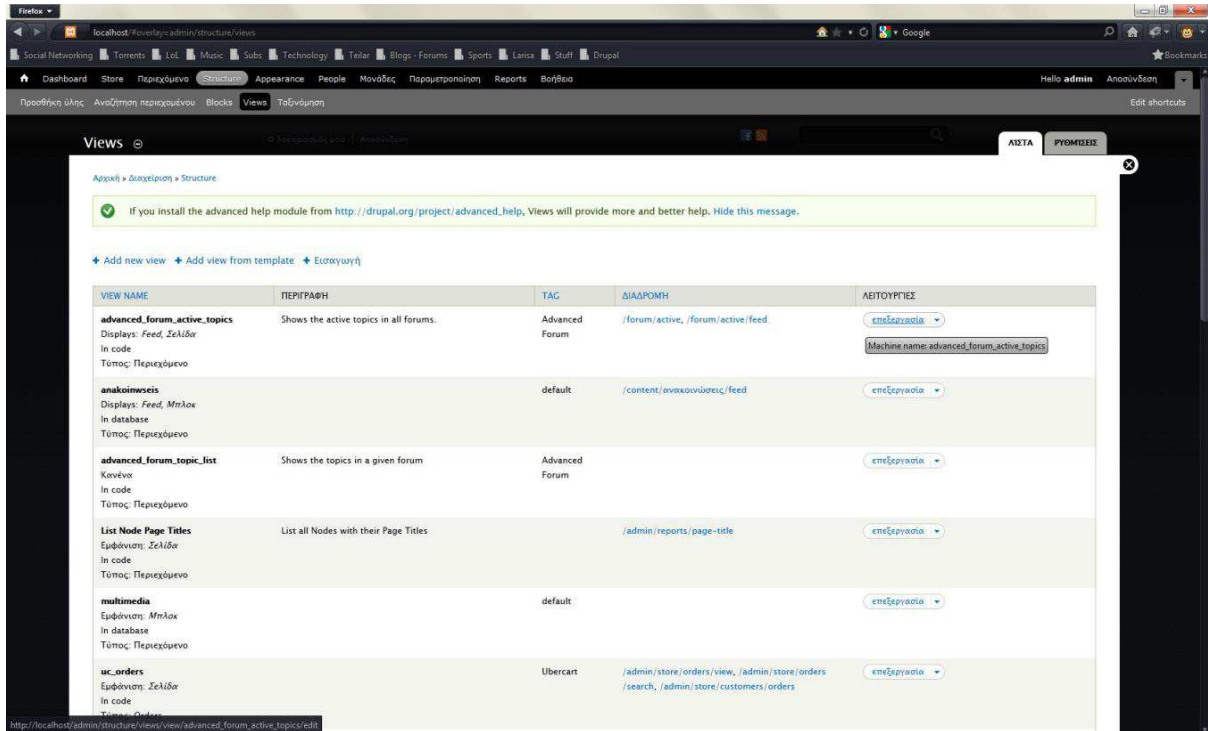 Firefox
localhost/#overlay=admin/structure/views
Google
Social Networking Torrents LoL Music Subs Technology Teilar Blogs - Forums Sports Larisa Stuff Drupal Bookmarks
Dashboard Store Περιεχόμενο Structure Appearance People Μονάδες Παραμετροποίηση Reports Βοήθεια Hello admin Αποσύνδεση
Προσθήκη ύλης Αναζήτηση περιεχομένου Blocks Views Ταξινόμηση Edit shortcuts
Views
Ο λογαριασμός μου | Αποσύνδεση
ΛΊΣΤΑ ΡΥΘΜΊΣΕΙΣ
Αρχική » Διαχείριση » Structure
If you install the advanced help module from http://drupal.org/project/advanced_help, Views will provide more and better help. Hide this message.
+ Add new view + Add view from template + Εισαγωγή
VIEW NAME ΠΕΡΙΓΡΑΦΉ TAG ΔΙΑΔΡΟΜΉ ΛΕΙΤΟΥΡΓΊΕΣ
advanced_forum_active_topics Shows the active topics in all forums. Advanced /forum/active, /forum/active/feed επεξεργασία
Displays: Feed, Σελίδα Forum
In code Machine name: advanced_forum_active_topics
Τύπος: Περιεχόμενο
anakoinwseis default /content/ανακοινώσεις/feed επεξεργασία
Displays: Feed, Μπλοκ
In database
Τύπος: Περιεχόμενο
advanced_forum_topic_list Shows the topics in a given forum Advanced επεξεργασία
Κανένα Forum
In code
Τύπος: Περιεχόμενο
List Node Page Titles List all Nodes with their Page Titles /admin/reports/page-title επεξεργασία
Εμφάνιση: Σελίδα
In code
Τύπος: Περιεχόμενο
multimedia default επεξεργασία
Εμφάνιση: Μπλοκ
In database
Τύπος: Περιεχόμενο
uc_orders Ubercart /admin/store/orders/view, /admin/store/orders επεξεργασία
Εμφάνιση: Σελίδα /search, /admin/store/customers/orders
In code
Τύπος: Orders
http://localhost/admin/structure/views/view/advanced_forum_active_topics/edit